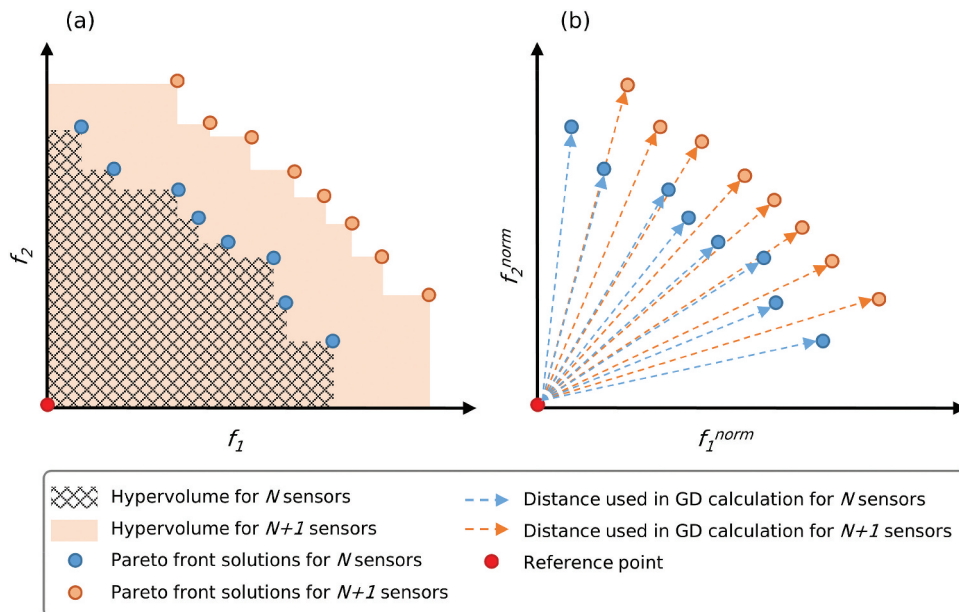 (a)
(b)
f2
f1
f2norm
f1norm
Hypervolume for N sensors
Hypervolume for N+1 sensors
Pareto front solutions for N sensors
Pareto front solutions for N+1 sensors
Distance used in GD calculation for N sensors
Distance used in GD calculation for N+1 sensors
Reference point